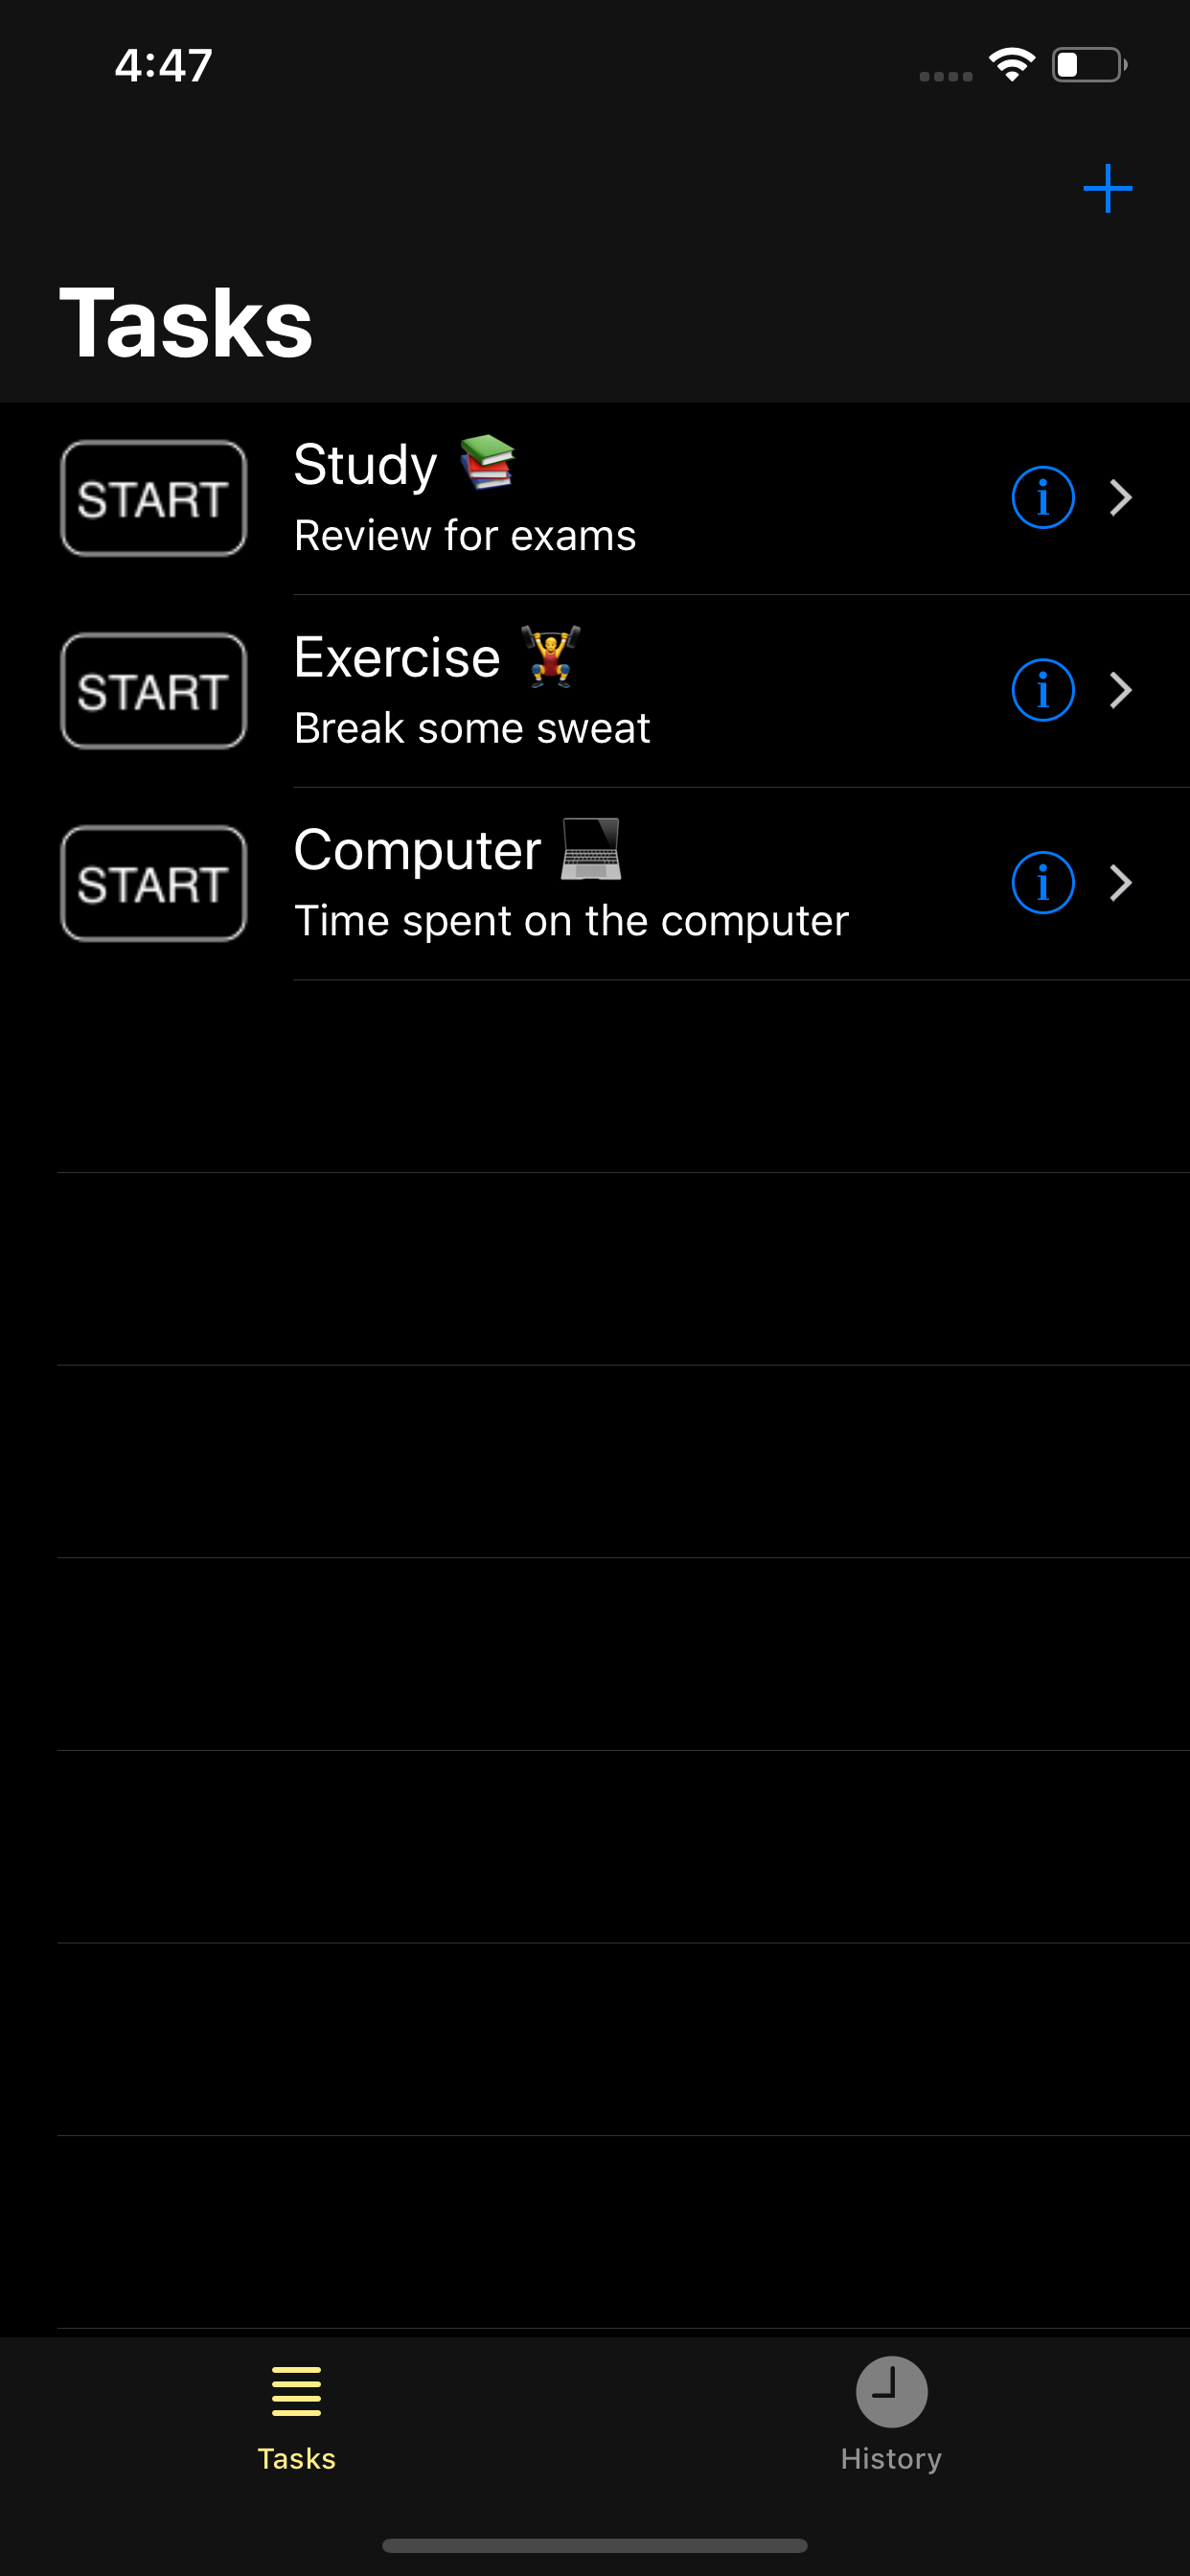 4:47
Tasks
START
Study 📚
Review for exams
START
Exercise 🏋️
Break some sweat
START
Computer 💻
Time spent on the computer
Tasks
History